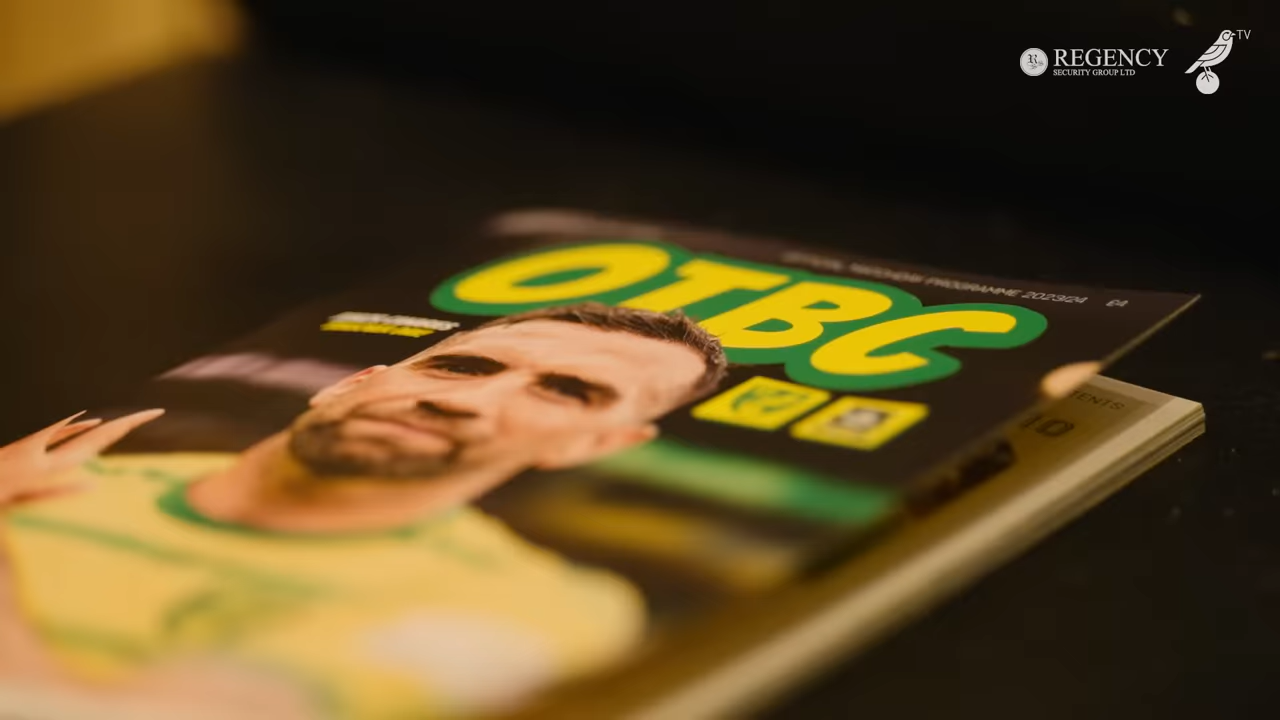 REGENCY
SECURITY GROUP LTD
TV
OFFICIAL MATCHDAY PROGRAMME 2023/24 £4
OTBC